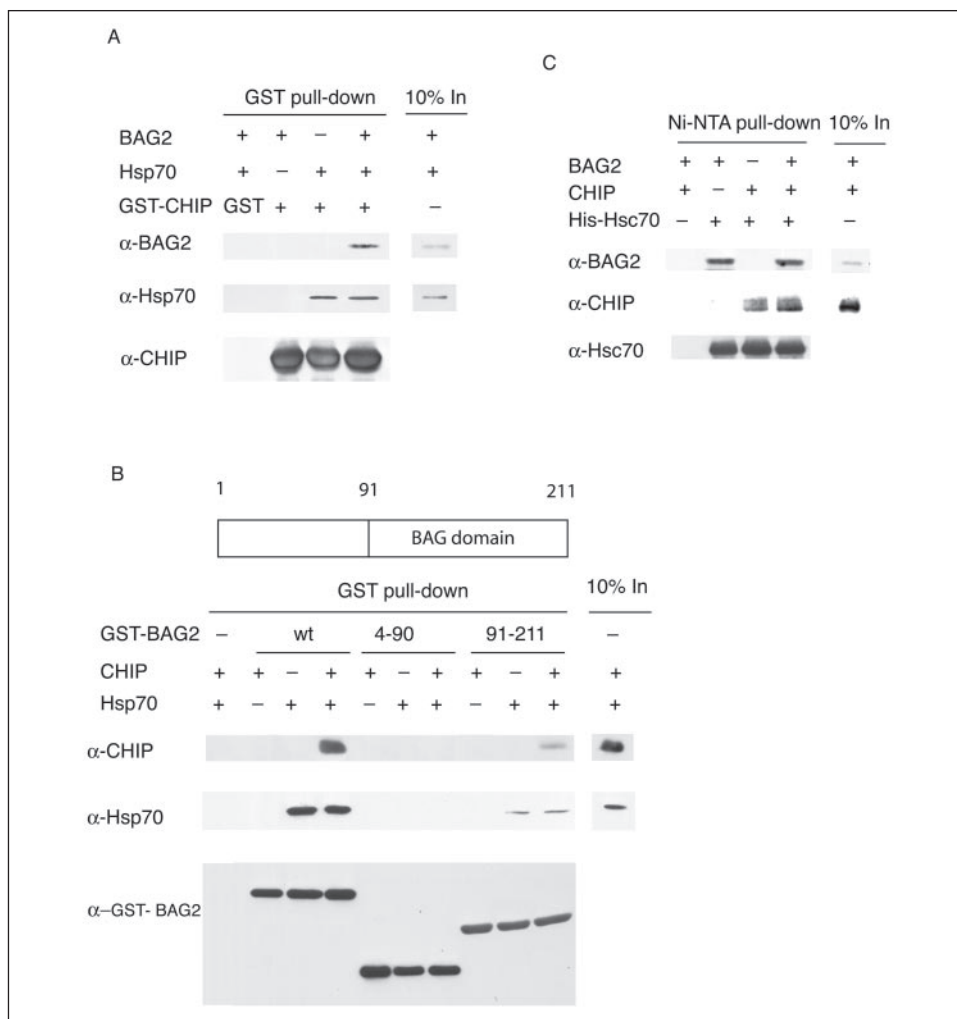 A
GST pull-down 10% In
BAG2 + + − + +
Hsp70 + − + + +
GST-CHIP GST + + + −
α-BAG2
α-Hsp70
α-CHIP
C
Ni-NTA pull-down 10% In
BAG2 + + − + +
CHIP + − + + +
His-Hsc70 − + + + −
α-BAG2
α-CHIP
α-Hsc70
B
1 91 211
BAG domain
GST pull-down 10% In
GST-BAG2 − wt 4-90 91-211 −
CHIP + + − + + − + + − + +
Hsp70 + − + + − + + − + + +
α-CHIP
α-Hsp70
α−GST- BAG2